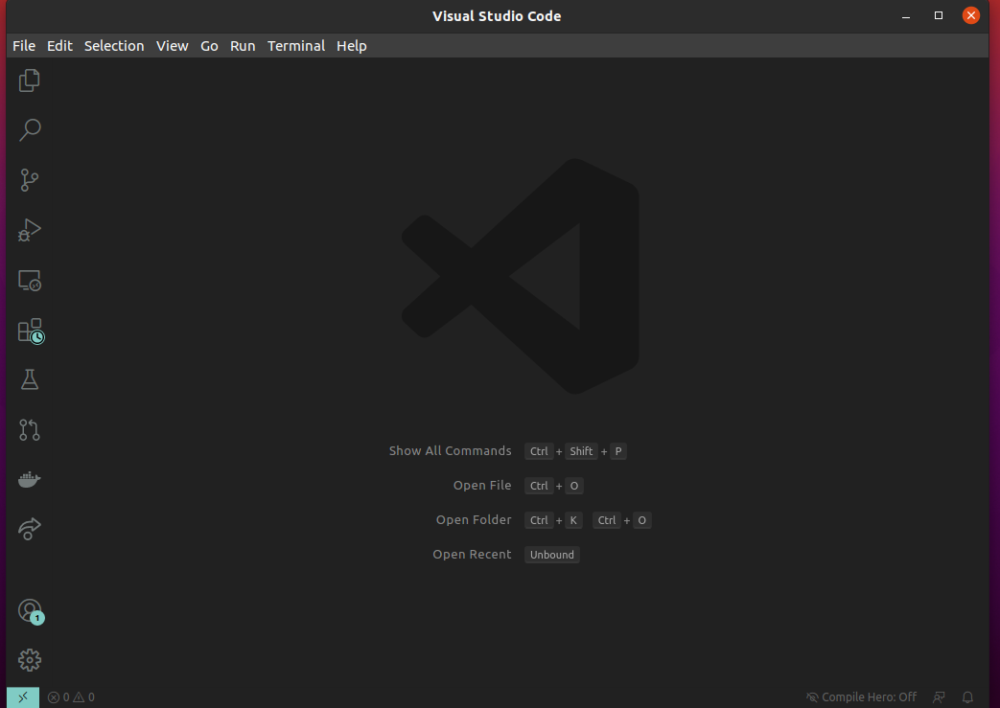 Visual Studio Code
File Edit Selection View Go Run Terminal Help
Show All Commands Ctrl + Shift + P
Open File Ctrl + O
Open Folder Ctrl + K Ctrl + O
Open Recent Unbound
1
0 0 Compile Hero: Off